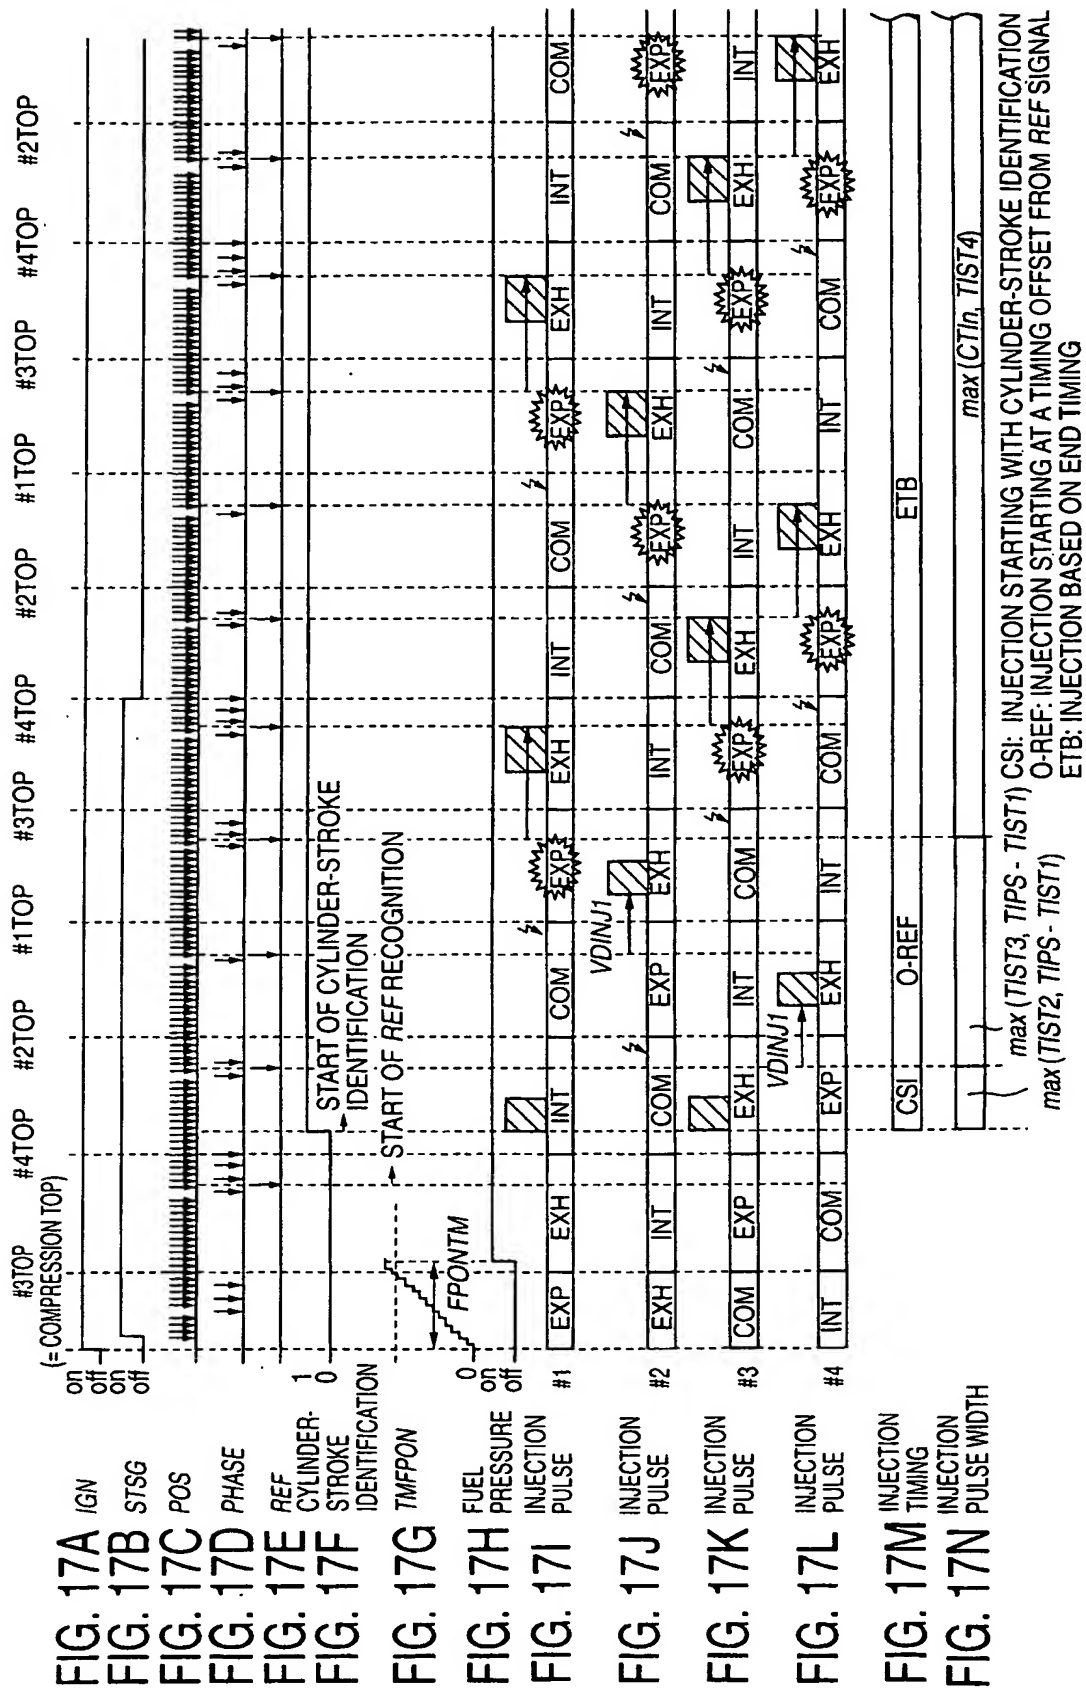 #3TOP #4TOP #2TOP #1TOP #3TOP #4TOP #2TOP #1TOP #3TOP #4TOP #2TOP
(= COMPRESSION TOP)
FIG. 17A IGN on off
FIG. 17B STSG on off
FIG. 17C POS
FIG. 17D PHASE
FIG. 17E REF
FIG. 17F CYLINDER-STROKE IDENTIFICATION 1 0
START OF CYLINDER-STROKE
IDENTIFICATION
FIG. 17G TMFPON 0
START OF REF RECOGNITION
FPONTM
FIG. 17H FUEL PRESSURE on off
FIG. 17I INJECTION PULSE #1 EXP EXH INT COM EXP EXH INT COM EXP EXH INT COM
FIG. 17J INJECTION PULSE #2 EXH INT COM EXP EXH INT COM EXP EXH INT COM EXP
VDINJ1
FIG. 17K INJECTION PULSE #3 COM EXP EXH INT COM EXP EXH INT COM EXP EXH INT
FIG. 17L INJECTION PULSE #4 INT COM EXP EXH INT COM EXP EXH INT COM EXP EXH
VDINJ1
FIG. 17M INJECTION TIMING CSI O-REF ETB
FIG. 17N INJECTION PULSE WIDTH max (CTIn, TIST4)
max (TIST3, TIPS - TIST1)
max (TIST2, TIPS - TIST1)
CSI: INJECTION STARTING WITH CYLINDER-STROKE IDENTIFICATION
O-REF: INJECTION STARTING AT A TIMING OFFSET FROM REF SIGNAL
ETB: INJECTION BASED ON END TIMING